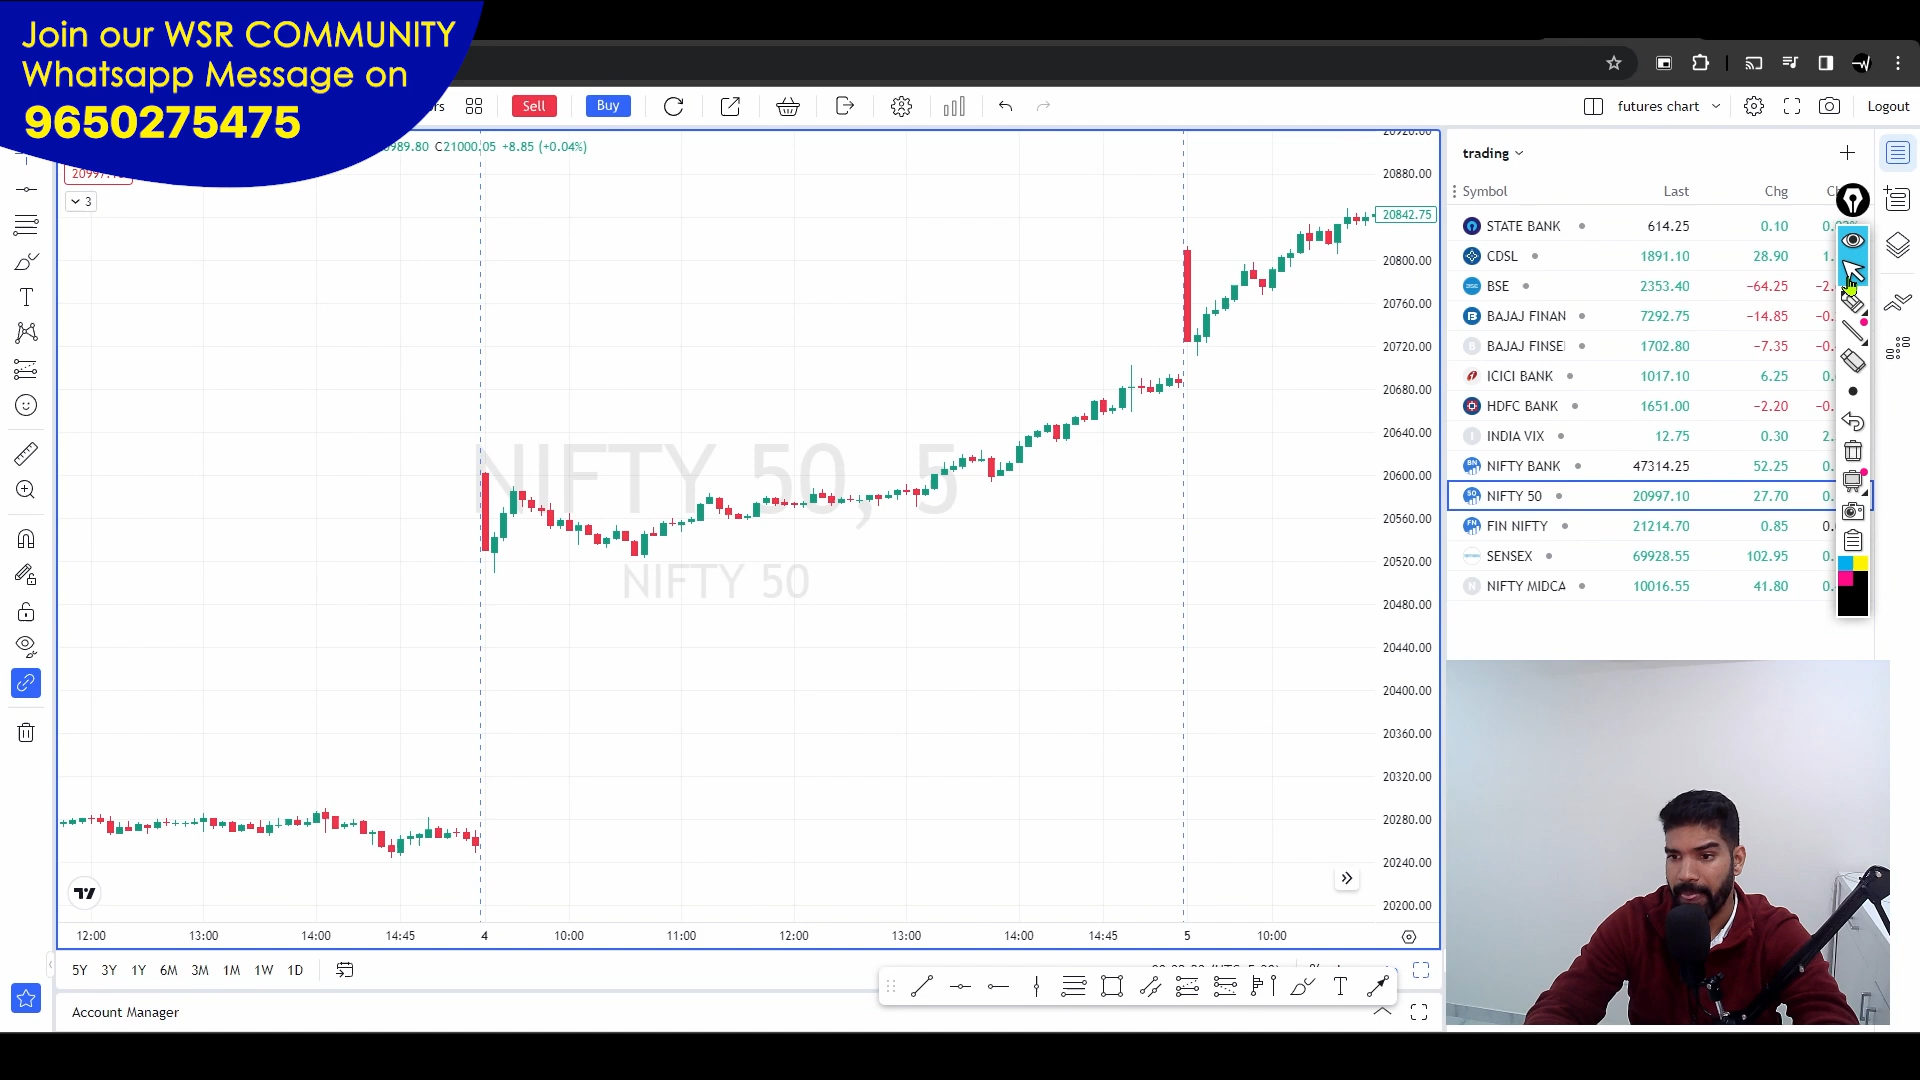 Join our WSR COMMUNITY
Whatsapp Message on
9650275475
Sell
Buy
futures chart
Logout
989.80 C21000.05 +8.85 (+0.04%)
3
20880.00
20842.75
20800.00
20760.00
20720.00
20680.00
20640.00
20600.00
20560.00
20520.00
20480.00
20440.00
20400.00
20360.00
20320.00
20280.00
20240.00
20200.00
NIFTY 50, 5
NIFTY 50
12:00 13:00 14:00 14:45 4 10:00 11:00 12:00 13:00 14:00 14:45 5 10:00
5Y 3Y 1Y 6M 3M 1M 1W 1D
Account Manager
trading
Symbol Last Chg
STATE BANK 614.25 0.10
CDSL 1891.10 28.90
BSE 2353.40 −64.25
BAJAJ FINAN 7292.75 −14.85
BAJAJ FINSE 1702.80 −7.35
ICICI BANK 1017.10 6.25
HDFC BANK 1651.00 −2.20
INDIA VIX 12.75 0.30
NIFTY BANK 47314.25 52.25
NIFTY 50 20997.10 27.70
FIN NIFTY 21214.70 0.85
SENSEX 69928.55 102.95
NIFTY MIDCA 10016.55 41.80